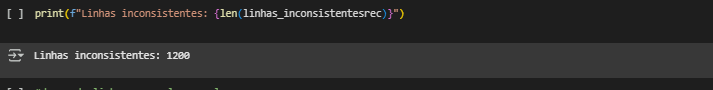 [ ] print(f"Linhas inconsistentes: {len(linhas_inconsistentesrec)}")
Linhas inconsistentes: 1200